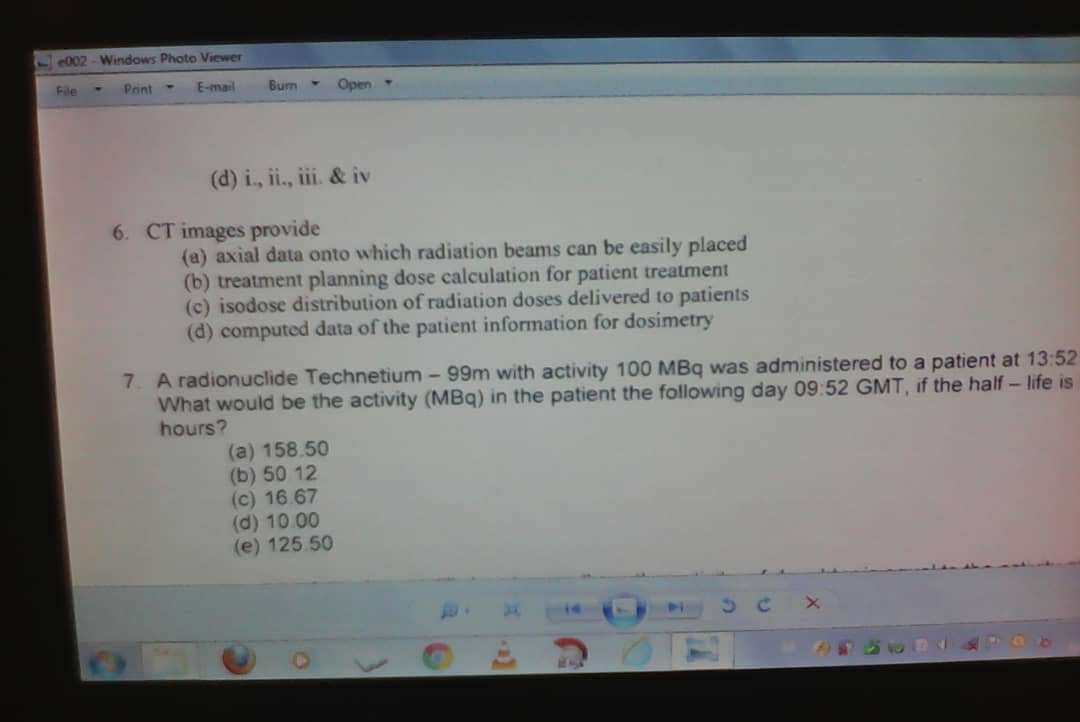 e002 - Windows Photo Viewer
File Print E-mail Burn Open
(d) i., ii., iii. & iv
6. CT images provide
(a) axial data onto which radiation beams can be easily placed
(b) treatment planning dose calculation for patient treatment
(c) isodose distribution of radiation doses delivered to patients
(d) computed data of the patient information for dosimetry
7. A radionuclide Technetium – 99m with activity 100 MBq was administered to a patient at 13:52
What would be the activity (MBq) in the patient the following day 09:52 GMT, if the half – life is
hours?
(a) 158.50
(b) 50 12
(c) 16.67
(d) 10.00
(e) 125.50